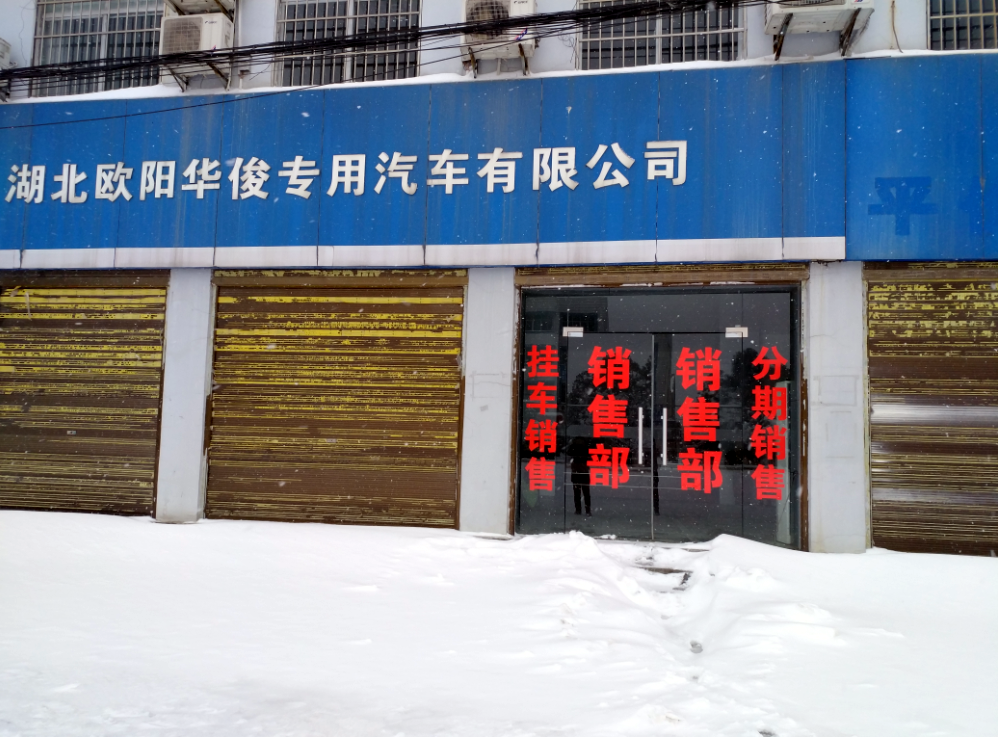 湖北欧阳华俊专用汽车有限公司
挂车销售
销售部
销售部
分期销售